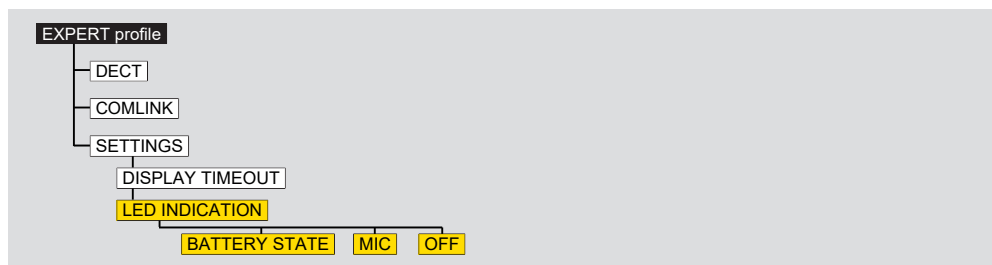 EXPERT profile
DECT
COMLINK
SETTINGS
DISPLAY TIMEOUT
LED INDICATION
BATTERY STATE MIC OFF